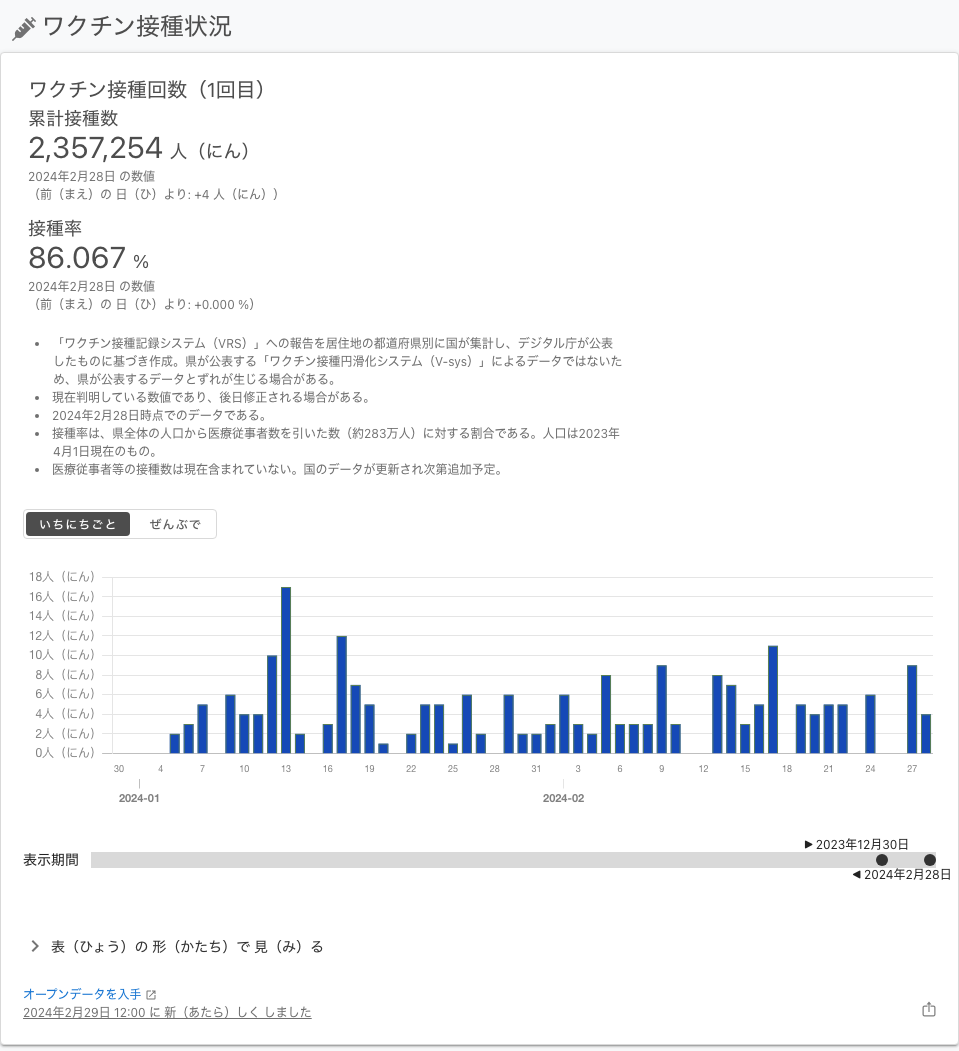 ワクチン接種状況
ワクチン接種回数（1回目）
累計接種数
2,357,254 人（にん）
2024年2月28日 の数値
（前（まえ）の 日（ひ）より: +4 人（にん））
接種率
86.067 %
2024年2月28日 の数値
（前（まえ）の 日（ひ）より: +0.000 %）
• 「ワクチン接種記録システム（VRS）」への報告を居住地の都道府県別に国が集計し、デジタル庁が公表
したものに基づき作成。県が公表する「ワクチン接種円滑化システム（V-sys）」によるデータではないた
め、県が公表するデータとずれが生じる場合がある。
• 現在判明している数値であり、後日修正される場合がある。
• 2024年2月28日時点でのデータである。
• 接種率は、県全体の人口から医療従事者数を引いた数（約283万人）に対する割合である。人口は2023年
4月1日現在のもの。
• 医療従事者等の接種数は現在含まれていない。国のデータが更新され次第追加予定。
いちにちごと ぜんぶで
18人（にん）
16人（にん）
14人（にん）
12人（にん）
10人（にん）
8人（にん）
6人（にん）
4人（にん）
2人（にん）
0人（にん）
30 4 7 10 13 16 19 22 25 28 31 3 6 9 12 15 18 21 24 27
2024-01 2024-02
▶ 2023年12月30日
表示期間
◀ 2024年2月28日
表（ひょう）の 形（かたち）で 見（み）る
オープンデータを入手
2024年2月29日 12:00 に 新（あたら）しく しました